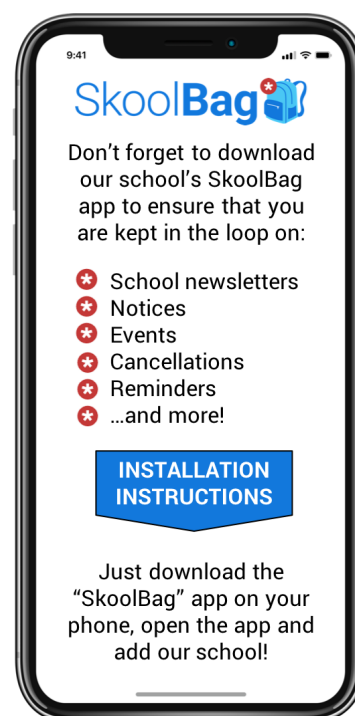 9:41
SkoolBag
Don’t forget to download
our school’s SkoolBag
app to ensure that you
are kept in the loop on:
School newsletters
Notices
Events
Cancellations
Reminders
...and more!
INSTALLATION
INSTRUCTIONS
Just download the
“SkoolBag” app on your
phone, open the app and
add our school!